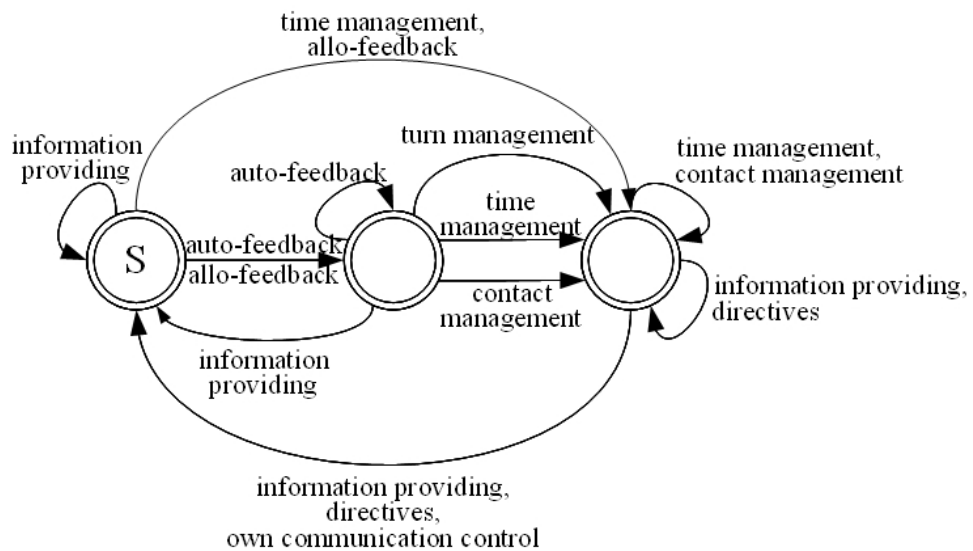 time management,
allo-feedback
information
providing
turn management
auto-feedback
time management,
contact management
time
management
S
auto-feedback
allo-feedback
contact
management
information providing,
directives
information
providing
information providing,
directives,
own communication control